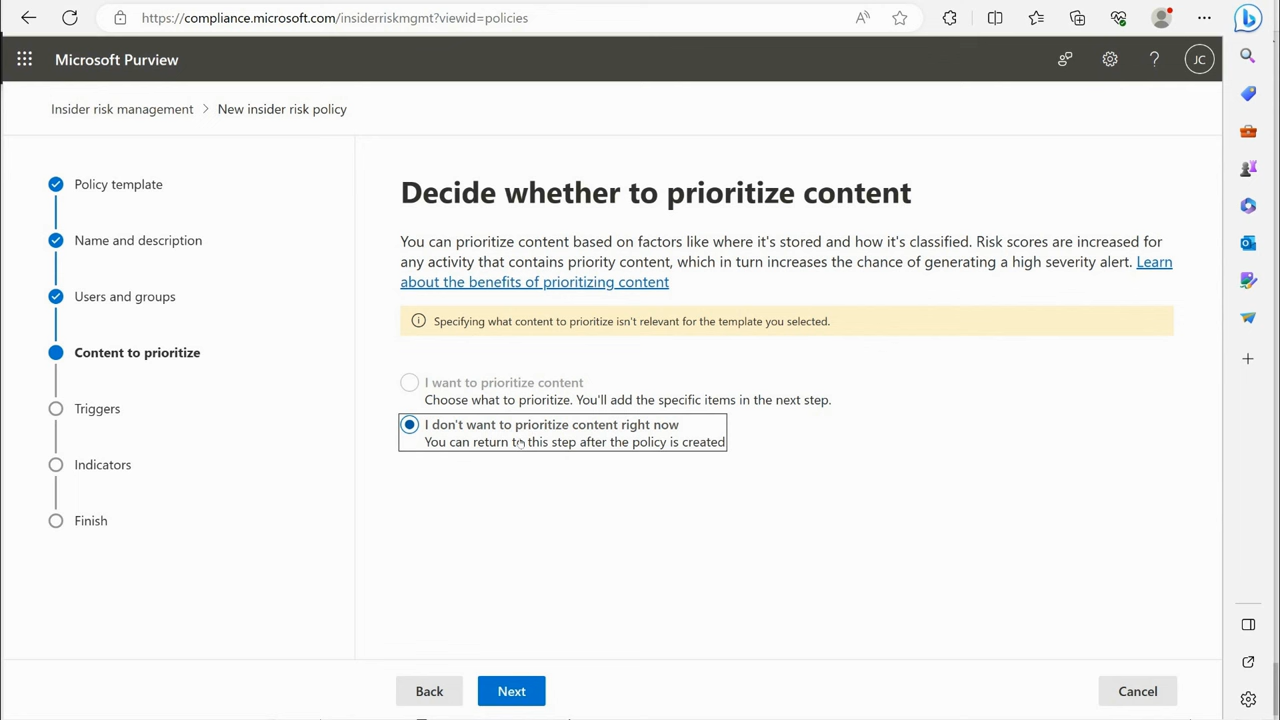 https://compliance.microsoft.com/insiderriskmgmt?viewid=policies
Microsoft Purview
JC
Insider risk management > New insider risk policy
Policy template
Name and description
Users and groups
Content to prioritize
Triggers
Indicators
Finish
Decide whether to prioritize content
You can prioritize content based on factors like where it's stored and how it's classified. Risk scores are increased for
any activity that contains priority content, which in turn increases the chance of generating a high severity alert. Learn
about the benefits of prioritizing content
Specifying what content to prioritize isn't relevant for the template you selected.
I want to prioritize content
Choose what to prioritize. You'll add the specific items in the next step.
I don't want to prioritize content right now
You can return to this step after the policy is created
Back
Next
Cancel